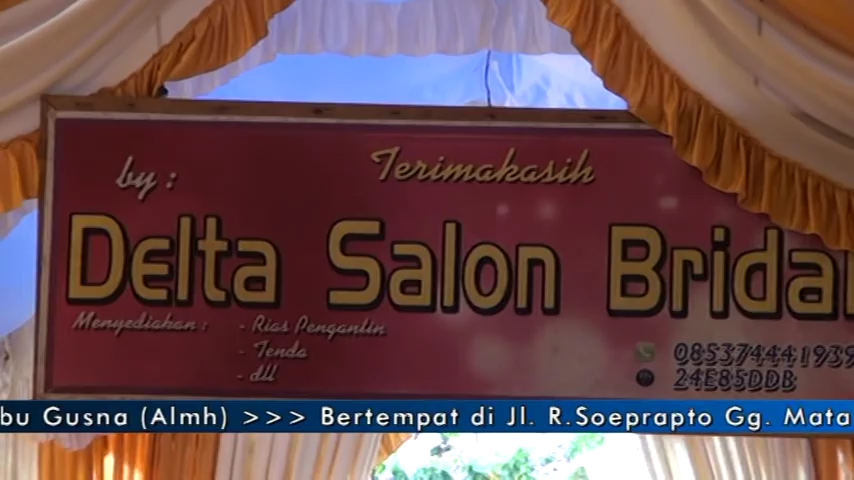 by :
Terimakasih
Delta Salon Bridal
Menyediakan : - Rias Pengantin
- Tenda
- dll
085374441939
24E85DDB
bu Gusna (Almh) >>> Bertempat di Jl. R.Soeprapto Gg. Mata